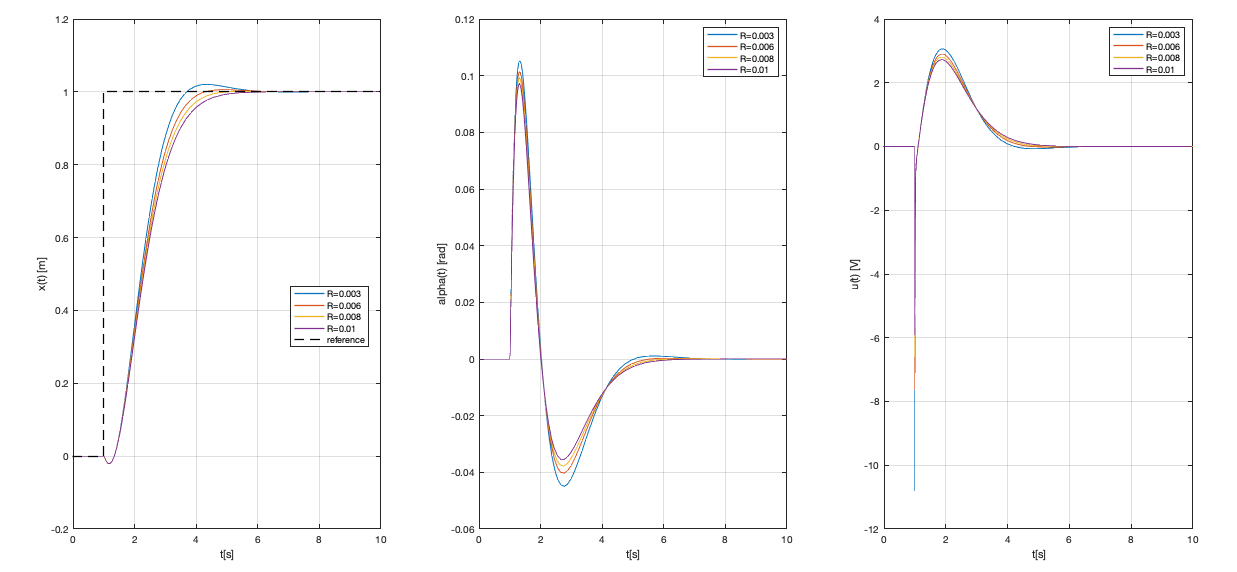 1.2
1
0.8
0.6
0.4
0.2
0
-0.2
x(t) [m]
0 2 4 6 8 10
t[s]
R=0.003
R=0.006
R=0.008
R=0.01
reference
0.12
0.1
0.08
0.06
0.04
0.02
0
-0.02
-0.04
-0.06
alpha(t) [rad]
0 2 4 6 8 10
t[s]
R=0.003
R=0.006
R=0.008
R=0.01
4
2
0
-2
-4
-6
-8
-10
-12
u(t) [V]
0 2 4 6 8 10
t[s]
R=0.003
R=0.006
R=0.008
R=0.01